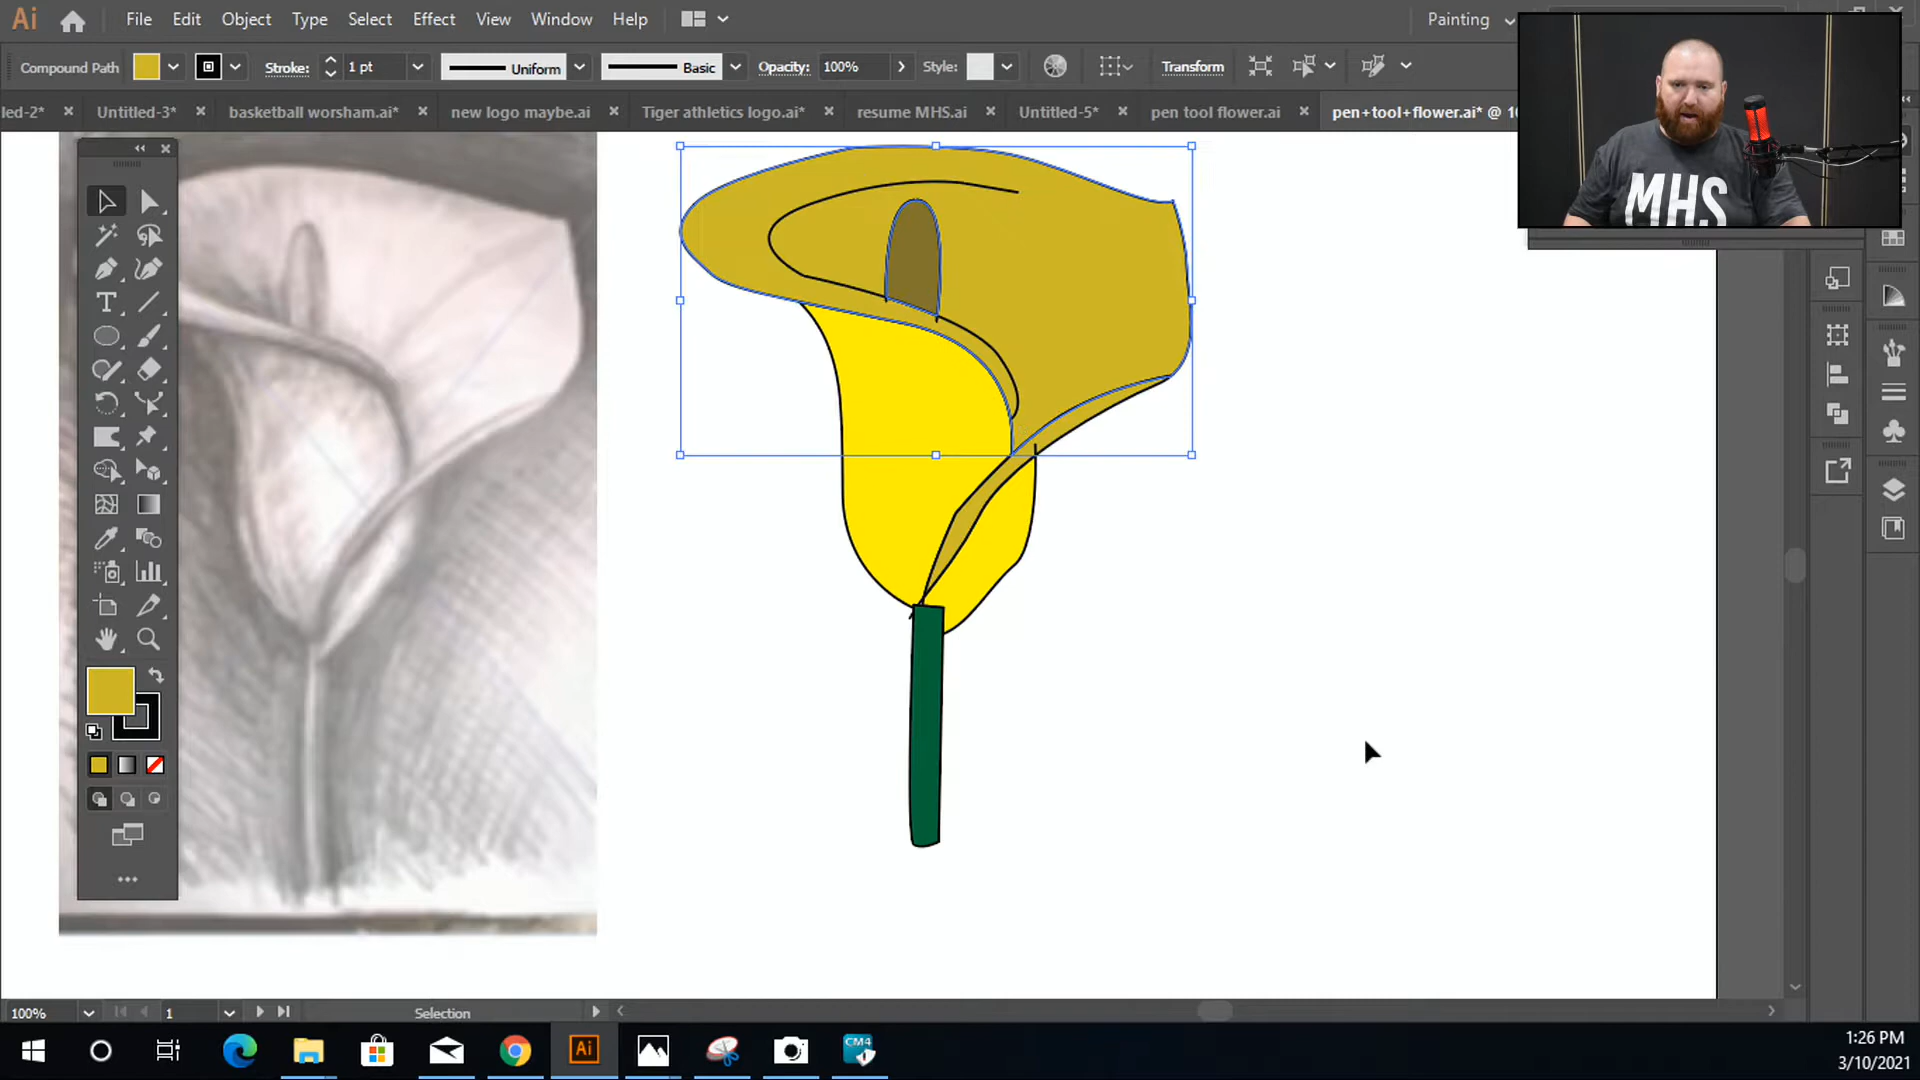 Ai File Edit Object Type Select Effect View Window Help Painting
Compound Path Stroke: 1 pt Uniform Basic Opacity: 100% Style: Transform
led-2* × Untitled-3* × basketball worsham.ai* × new logo maybe.ai × Tiger athletics logo.ai* × resume MHS.ai × Untitled-5* × pen tool flower.ai × pen+tool+flower.ai* @
MHS
100% 1 Selection
Ai
CM4
1:26 PM
3/10/2021